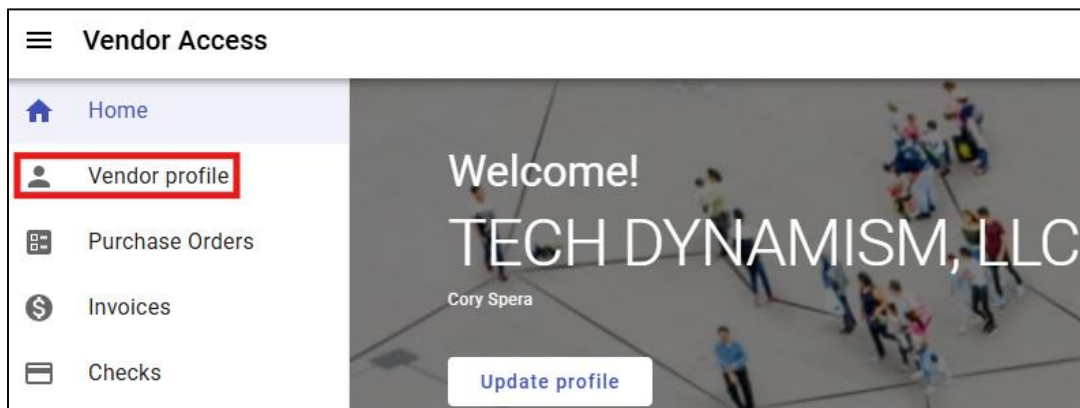 Vendor Access
Home
Vendor profile
Purchase Orders
Invoices
Checks
Welcome!
TECH DYNAMISM, LLC
Cory Spera
Update profile